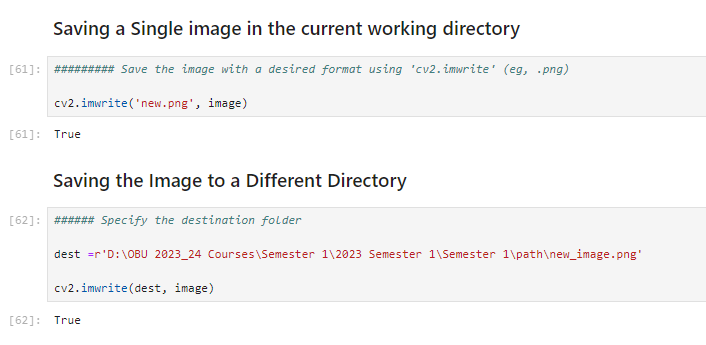 Saving a Single image in the current working directory
[61]: ######### Save the image with a desired format using 'cv2.imwrite' (eg, .png)
cv2.imwrite('new.png', image)
[61]: True
Saving the Image to a Different Directory
[62]: ###### Specify the destination folder
dest =r'D:\OBU 2023_24 Courses\Semester 1\2023 Semester 1\Semester 1\path\new_image.png'
cv2.imwrite(dest, image)
[62]: True